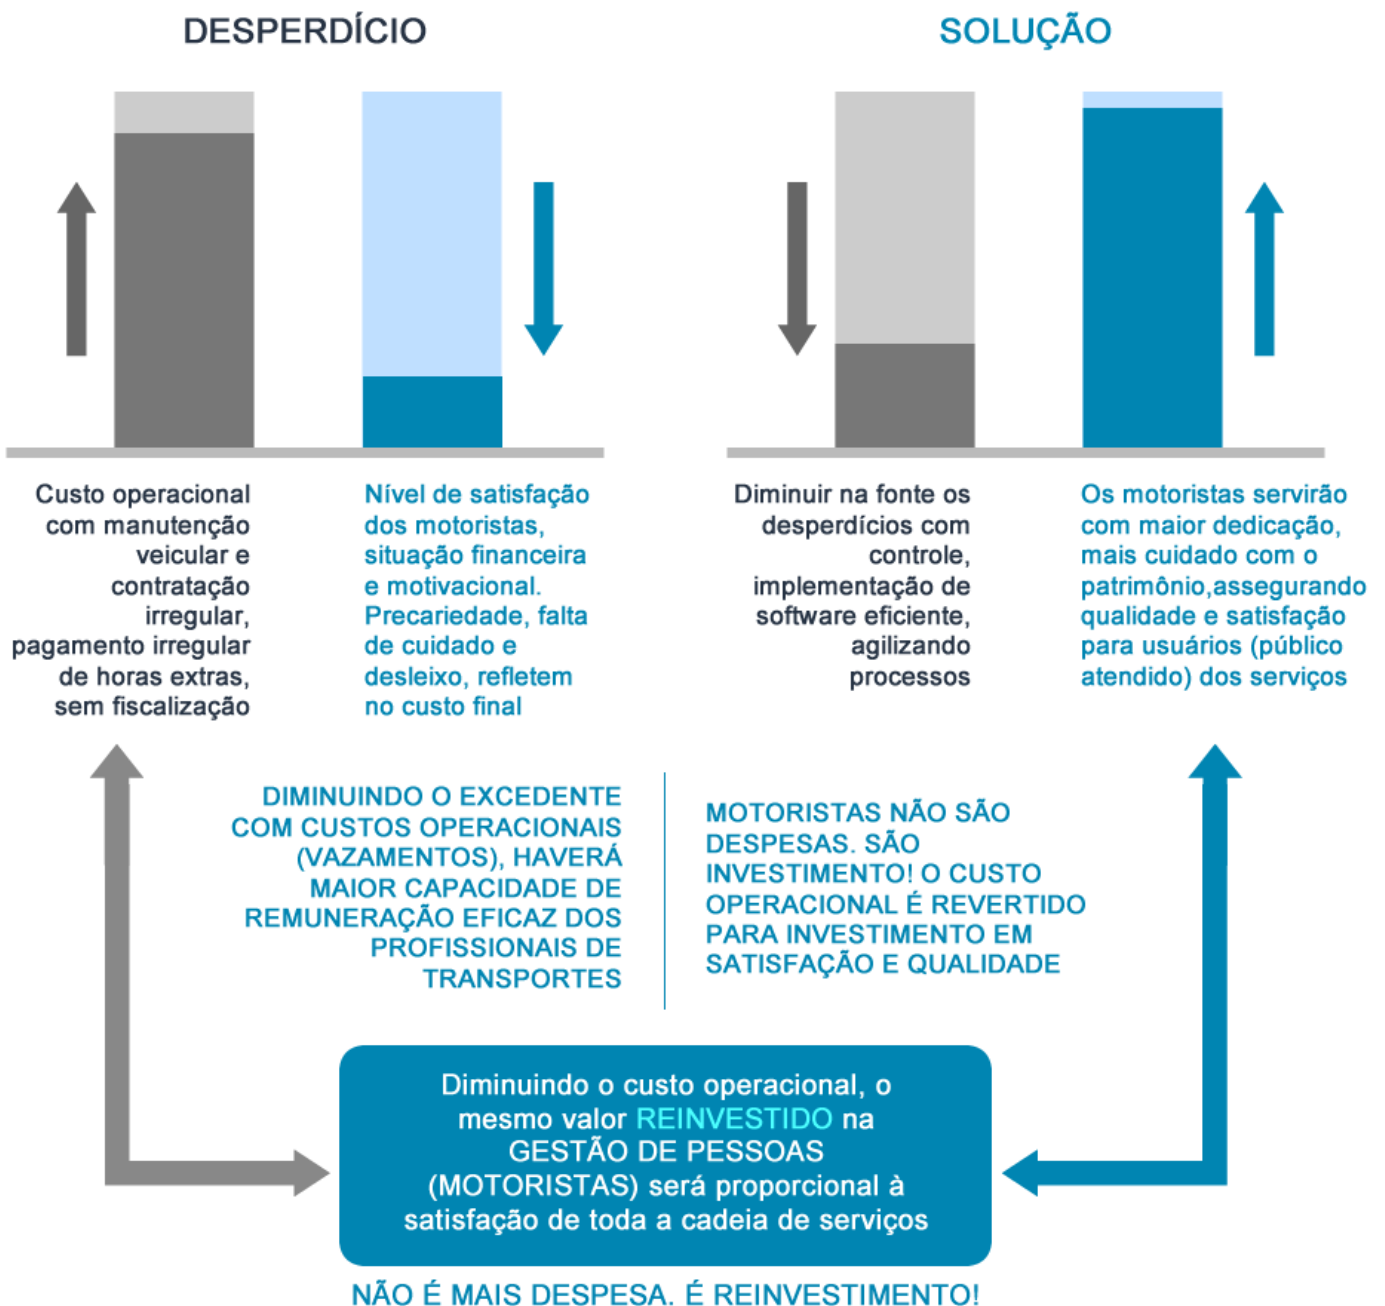 DESPERDÍCIO
SOLUÇÃO
Custo operacional
com manutenção
veicular e
contratação
irregular,
pagamento irregular
de horas extras,
sem fiscalização
Nível de satisfação
dos motoristas,
situação financeira
e motivacional.
Precariedade, falta
de cuidado e
desleixo, refletem
no custo final
Diminuir na fonte os
desperdícios com
controle,
implementação de
software eficiente,
agilizando
processos
Os motoristas servirão
com maior dedicação,
mais cuidado com o
patrimônio,assegurando
qualidade e satisfação
para usuários (público
atendido) dos serviços
DIMINUINDO O EXCEDENTE
COM CUSTOS OPERACIONAIS
(VAZAMENTOS), HAVERÁ
MAIOR CAPACIDADE DE
REMUNERAÇÃO EFICAZ DOS
PROFISSIONAIS DE
TRANSPORTES
MOTORISTAS NÃO SÃO
DESPESAS. SÃO
INVESTIMENTO! O CUSTO
OPERACIONAL É REVERTIDO
PARA INVESTIMENTO EM
SATISFAÇÃO E QUALIDADE
Diminuindo o custo operacional, o
mesmo valor REINVESTIDO na
GESTÃO DE PESSOAS
(MOTORISTAS) será proporcional à
satisfação de toda a cadeia de serviços
NÃO É MAIS DESPESA. É REINVESTIMENTO!